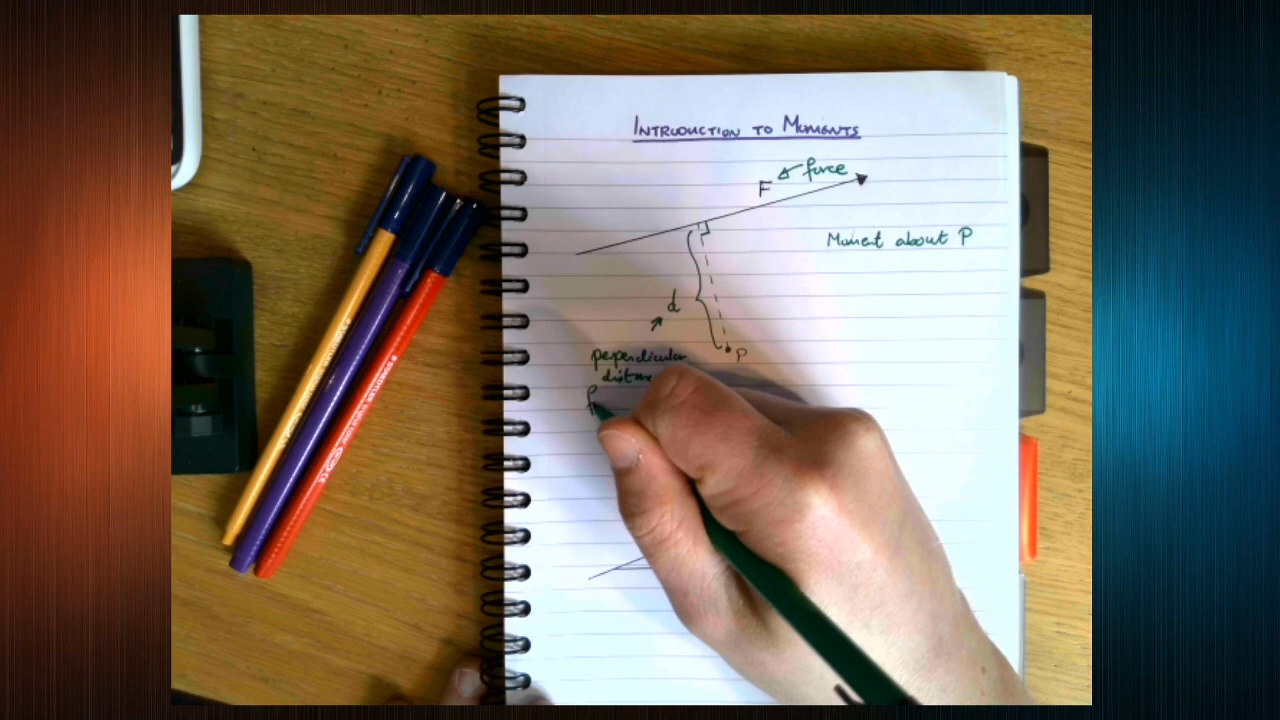 INTRODUCTION TO MOMENTS
F force
Moment about P
d
perpendicular
P